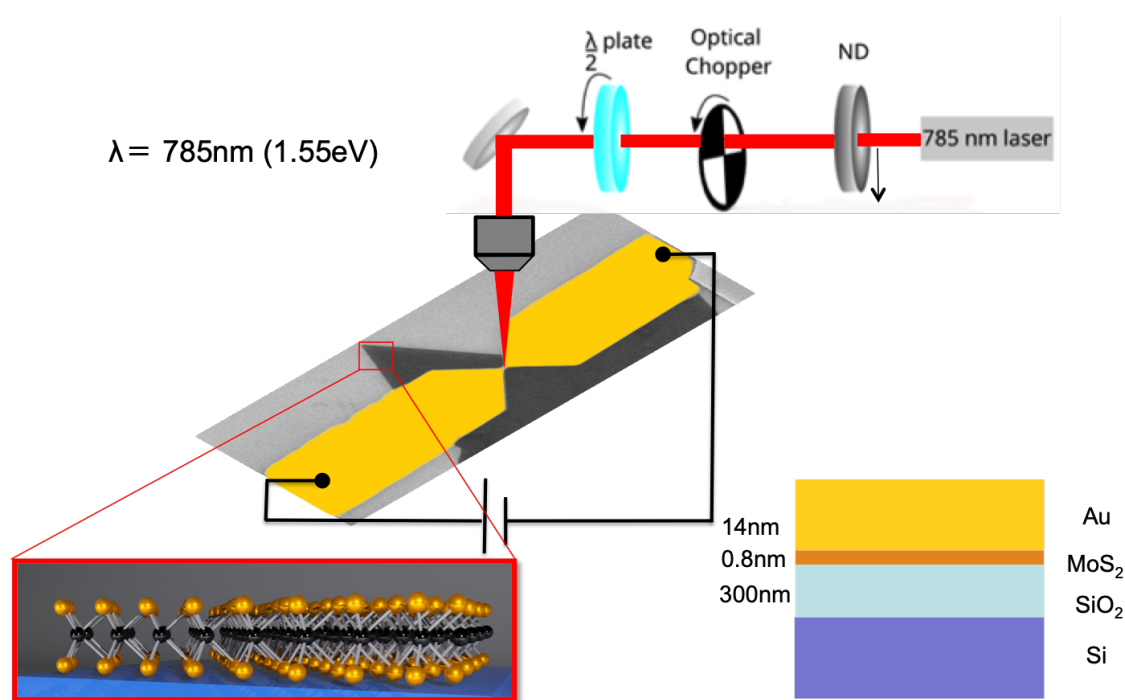 λ= 785nm (1.55eV)
λ/2 plate
Optical
Chopper
ND
785 nm laser
14nm
0.8nm
300nm
Au
MoS₂
SiO₂
Si